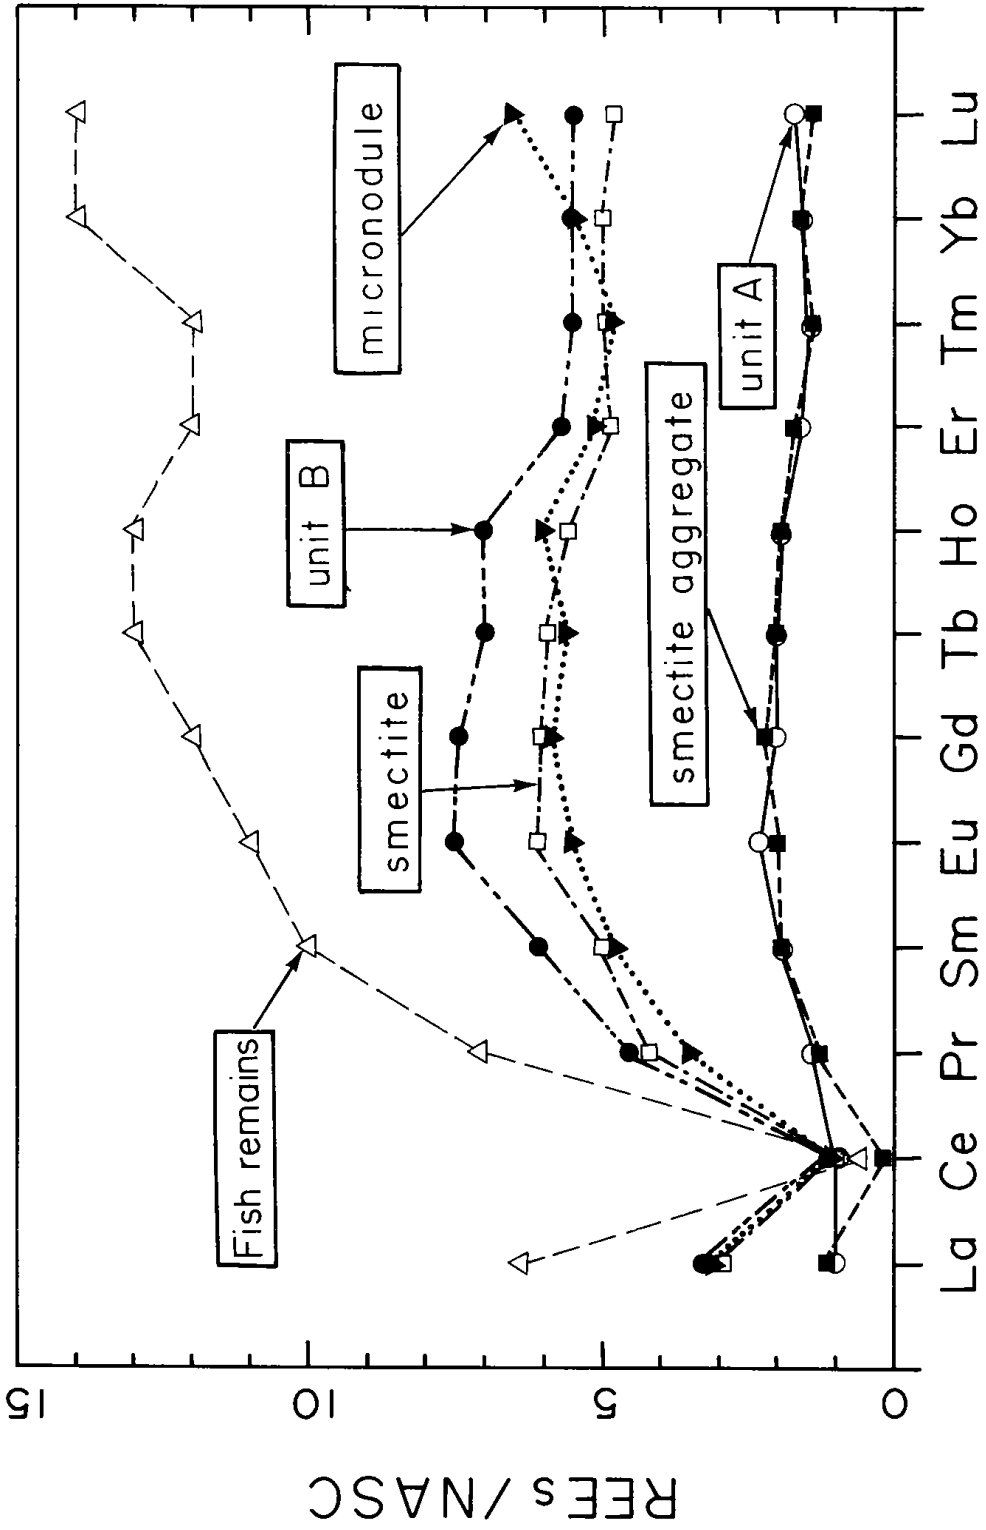 REEs/NASC
15
10
5
0
Fish remains
micronodule
unit B
smectite
smectite aggregate
unit A
La Ce Pr Sm Eu Gd Tb Ho Er Tm Yb Lu